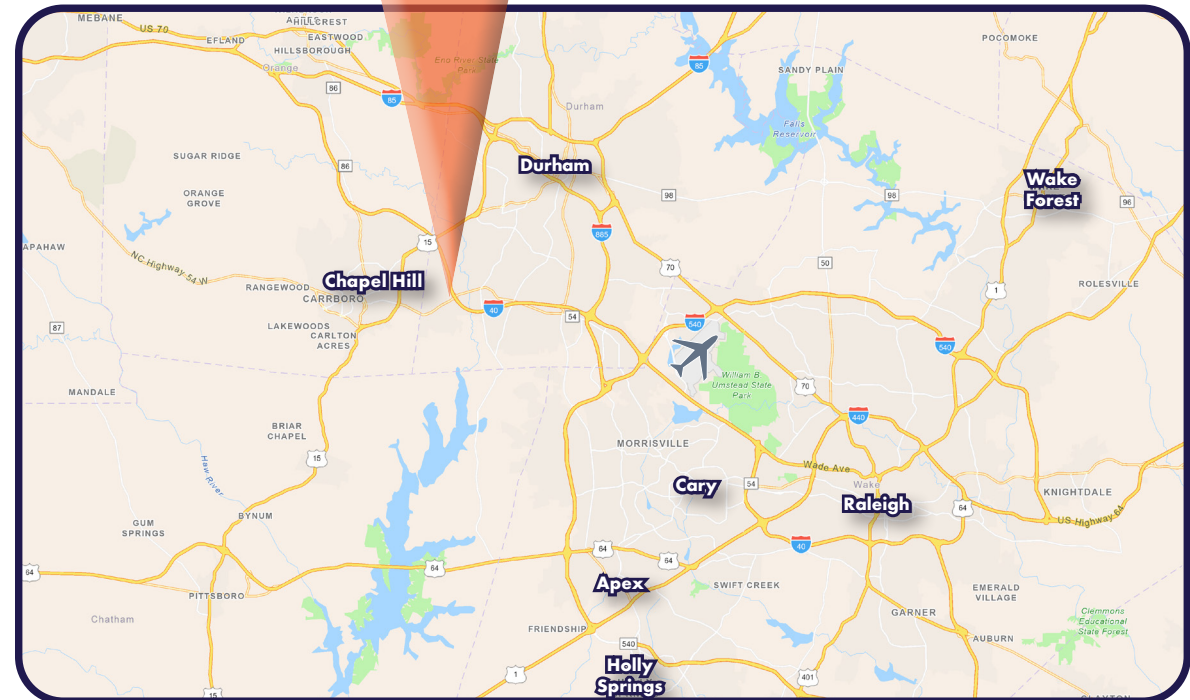 MEBANE
US 70
EFLAND
HILLCREST
EASTWOOD
HILLSBOROUGH
Orange
86
85
Eno River State
Park
Durham
85
SANDY PLAIN
POCOMOKE
Falls
Reservoir
SUGAR RIDGE
86
ORANGE
GROVE
Durham
98
98
Wake
Forest
96
APAHAW
NC Highway 54 W
15
885
70
50
Chapel Hill
RANGEWOOD
CARRBORO
1
ROLESVILLE
40
54
540
540
87
LAKEWOODS
CARLTON
ACRES
William B
Umstead State
Park
70
MANDALE
440
BRIAR
CHAPEL
MORRISVILLE
15
Haw River
Wade Ave
Cary
54
Wake
Raleigh
KNIGHTDALE
64
US Highway 64
GUM
SPRINGS
BYNUM
40
64
64
64
64
Apex
SWIFT CREEK
EMERALD
VILLAGE
PITTSBORO
Chatham
GARNER
Clemmons
Educational
State Forest
FRIENDSHIP
540
AUBURN
Holly
Springs
1
401
15
CLAYTON